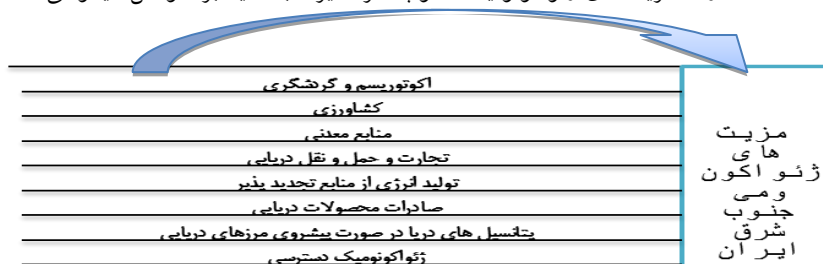 اکوتوریسم و گردشگری
کشاورزی
منابع معدنی
تجارت و حمل و نقل دریایی
تولید انرژی از منابع تجدید پذیر
صادرات محصولات دریایی
پتانسیل های دریا در صورت پیشروی مرزهای دریایی
ژئواکونومیک دسترسی
مزیت
های
ژئواکون
ومی
جنوب
شرق
ایران